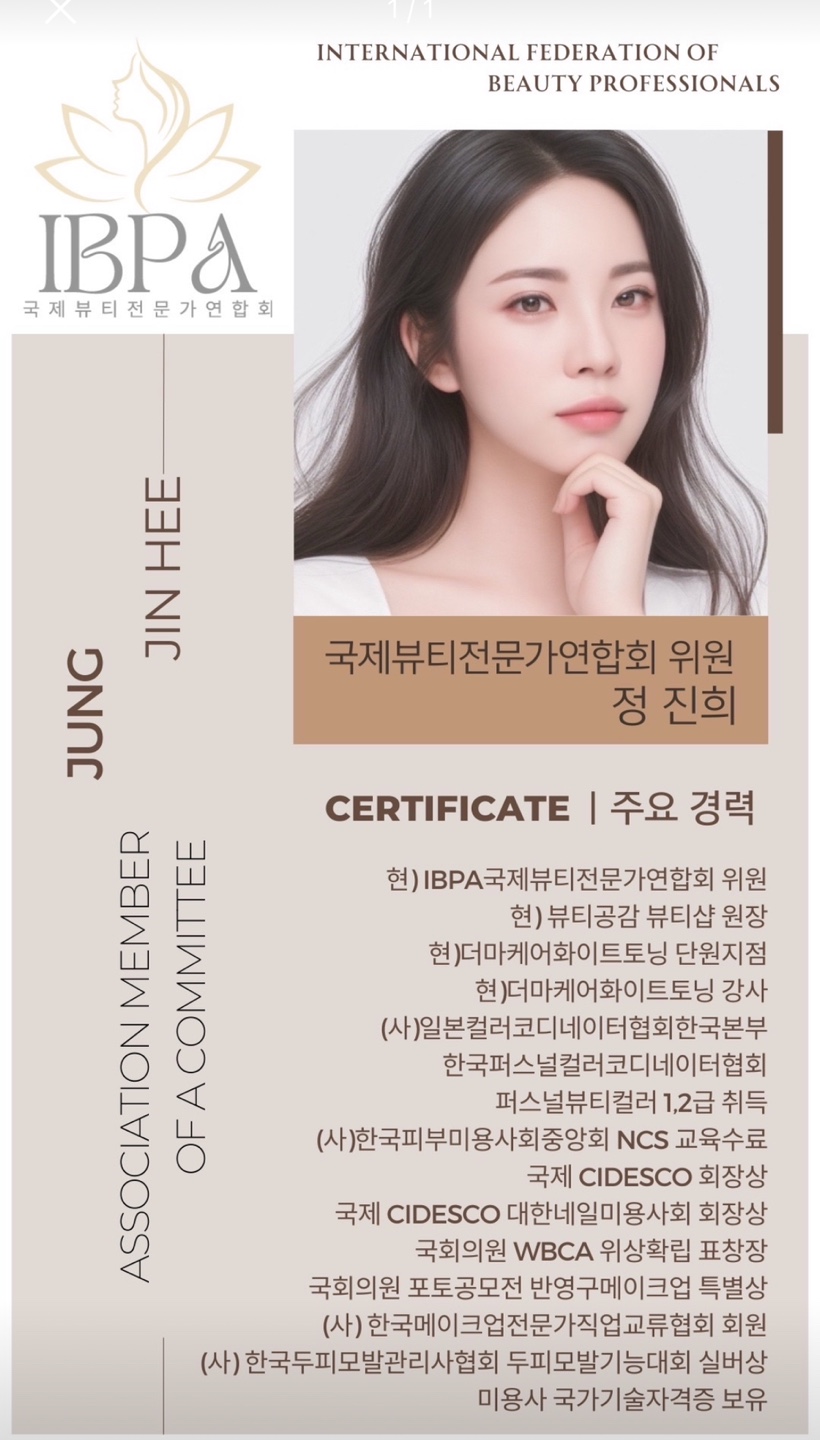 1/1
INTERNATIONAL FEDERATION OF
BEAUTY PROFESSIONALS
IBPA
국제뷰티전문가연합회
JUNG
JIN HEE
ASSOCIATION MEMBER
OF A COMMITTEE
국제뷰티전문가연합회 위원
정 진희
CERTIFICATE | 주요 경력
현) IBPA국제뷰티전문가연합회 위원
현) 뷰티공감 뷰티샵 원장
현)더마케어화이트토닝 단원지점
현)더마케어화이트토닝 강사
(사)일본컬러코디네이터협회한국본부
한국퍼스널컬러코디네이터협회
퍼스널뷰티컬러 1,2급 취득
(사)한국피부미용사회중앙회 NCS 교육수료
국제 CIDESCO 회장상
국제 CIDESCO 대한네일미용사회 회장상
국회의원 WBCA 위상확립 표창장
국회의원 포토공모전 반영구메이크업 특별상
(사) 한국메이크업전문가직업교류협회 회원
(사) 한국두피모발관리사협회 두피모발기능대회 실버상
미용사 국가기술자격증 보유